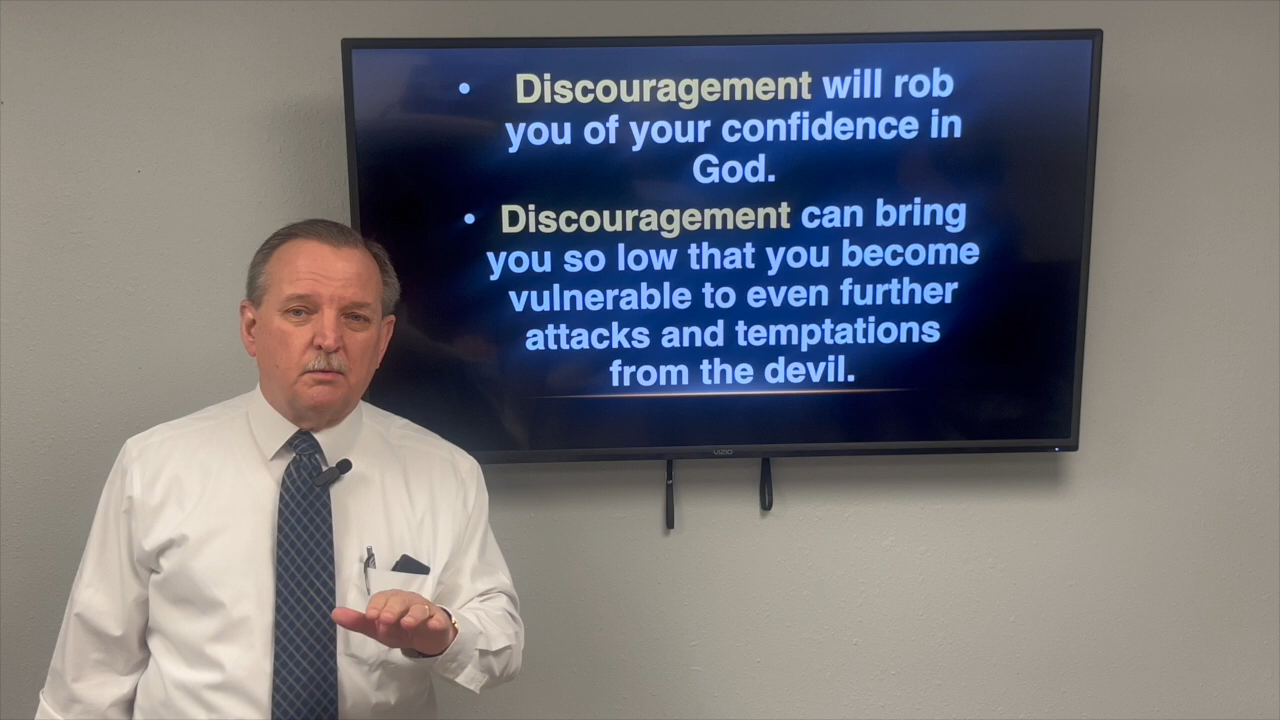 • Discouragement will rob
you of your confidence in
God.
• Discouragement can bring
you so low that you become
vulnerable to even further
attacks and temptations
from the devil.
VIZIO